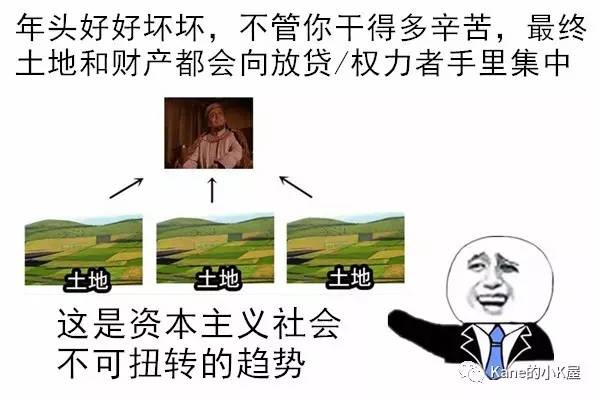 年头好好坏坏，不管你干得多辛苦，最终
土地和财产都会向放贷/权力者手里集中
土地
土地
土地
这是资本主义社会
不可扭转的趋势
Kane的小K屋